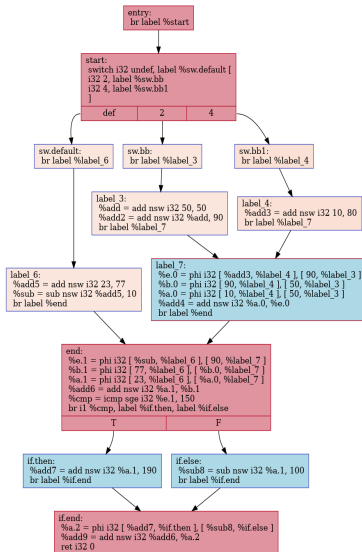 entry:
br label %start
start:
switch i32 undef, label %sw.default [
i32 2, label %sw.bb
i32 4, label %sw.bb1
]
def 2 4
sw.default:
br label %label_6
sw.bb:
br label %label_3
sw.bb1:
br label %label_4
label_3:
%add = add nsw i32 50, 50
%add2 = add nsw i32 %add, 90
br label %label_7
label_4:
%add3 = add nsw i32 10, 80
br label %label_7
label_6:
%add5 = add nsw i32 23, 77
%sub = sub nsw i32 %add5, 10
br label %end
label_7:
%e.0 = phi i32 [ %add3, %label_4 ], [ 90, %label_3 ]
%b.0 = phi i32 [ 90, %label_4 ], [ 50, %label_3 ]
%a.0 = phi i32 [ 10, %label_4 ], [ 50, %label_3 ]
%add4 = add nsw i32 %a.0, %e.0
br label %end
end:
%e.1 = phi i32 [ %sub, %label_6 ], [ 90, %label_7 ]
%b.1 = phi i32 [ 77, %label_6 ], [ %b.0, %label_7 ]
%a.1 = phi i32 [ 23, %label_6 ], [ %a.0, %label_7 ]
%add6 = add nsw i32 %a.1, %b.1
%cmp = icmp sge i32 %e.1, 150
br i1 %cmp, label %if.then, label %if.else
T F
if.then:
%add7 = add nsw i32 %a.1, 190
br label %if.end
if.else:
%sub8 = sub nsw i32 %a.1, 100
br label %if.end
if.end:
%a.2 = phi i32 [ %add7, %if.then ], [ %sub8, %if.else ]
%add9 = add nsw i32 %add6, %a.2
ret i32 0